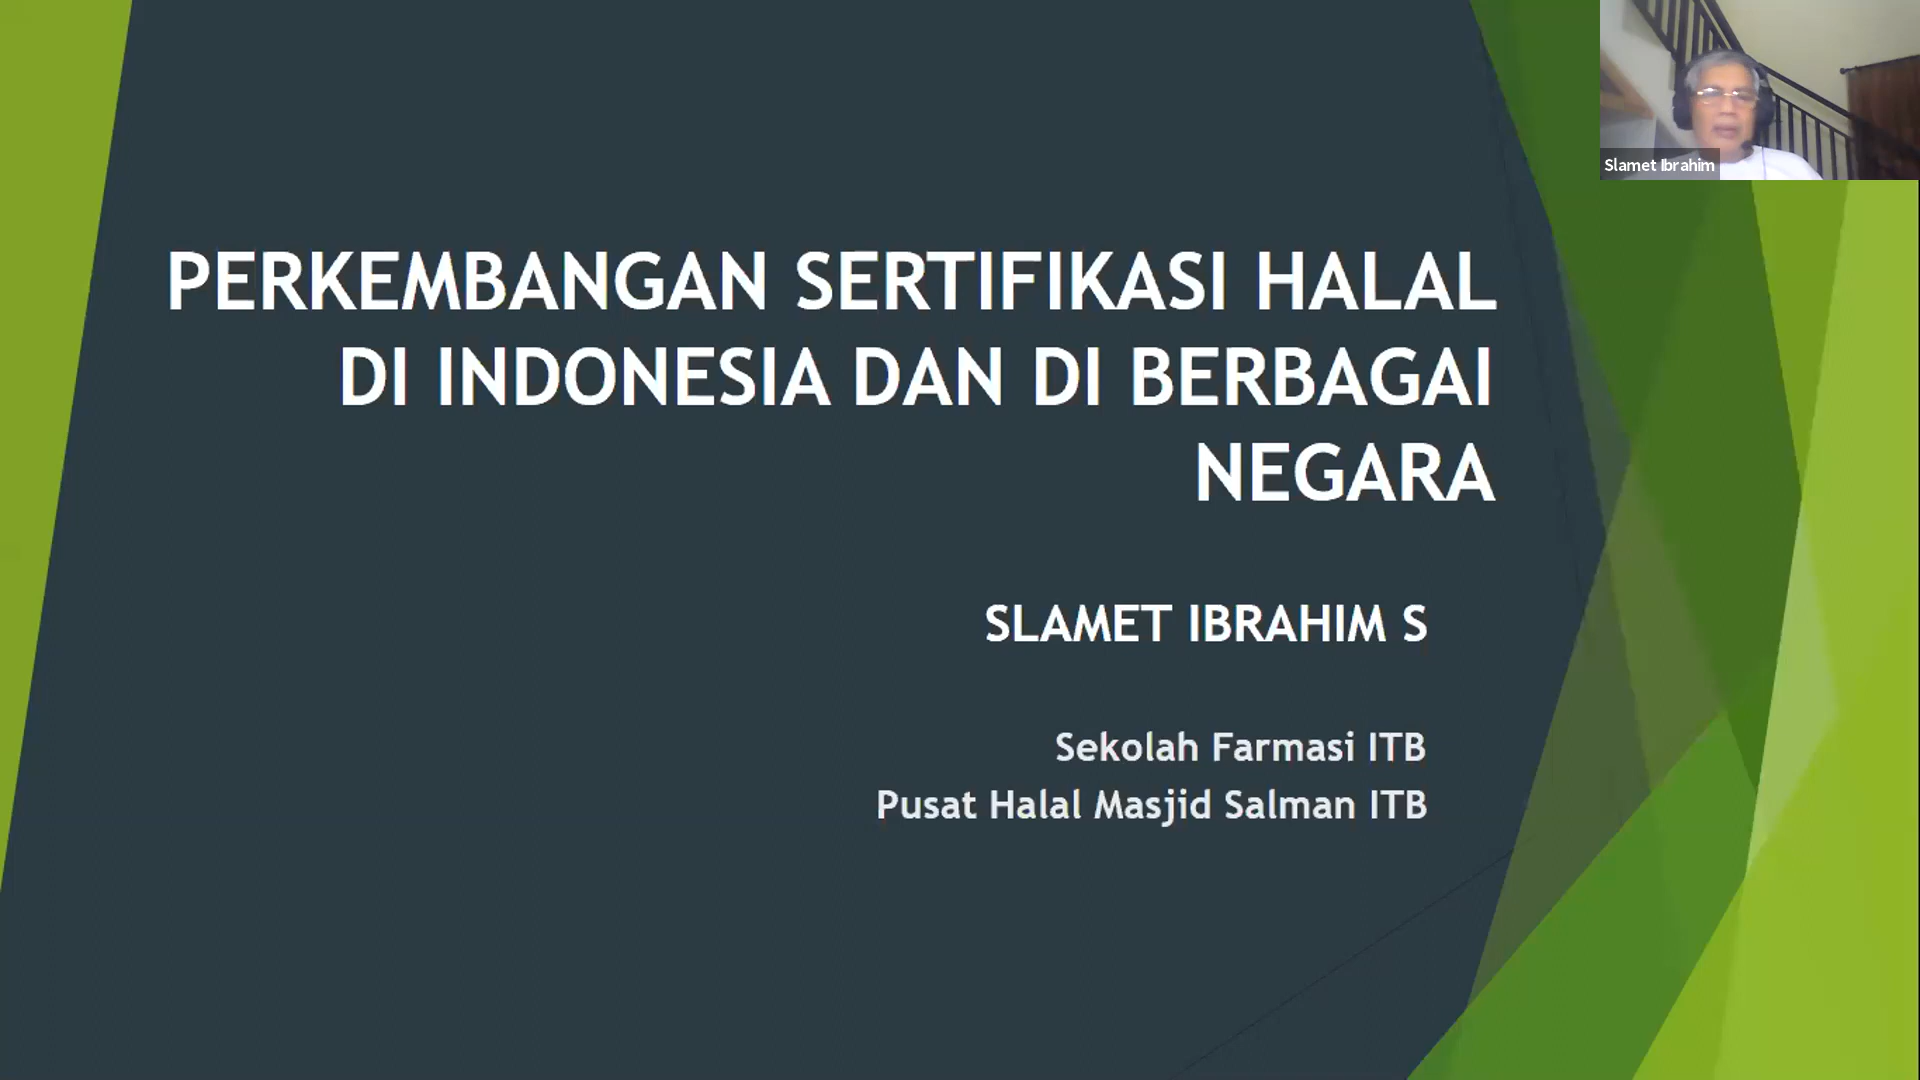 Slamet Ibrahim
PERKEMBANGAN SERTIFIKASI HALAL
DI INDONESIA DAN DI BERBAGAI
NEGARA
SLAMET IBRAHIM S
Sekolah Farmasi ITB
Pusat Halal Masjid Salman ITB